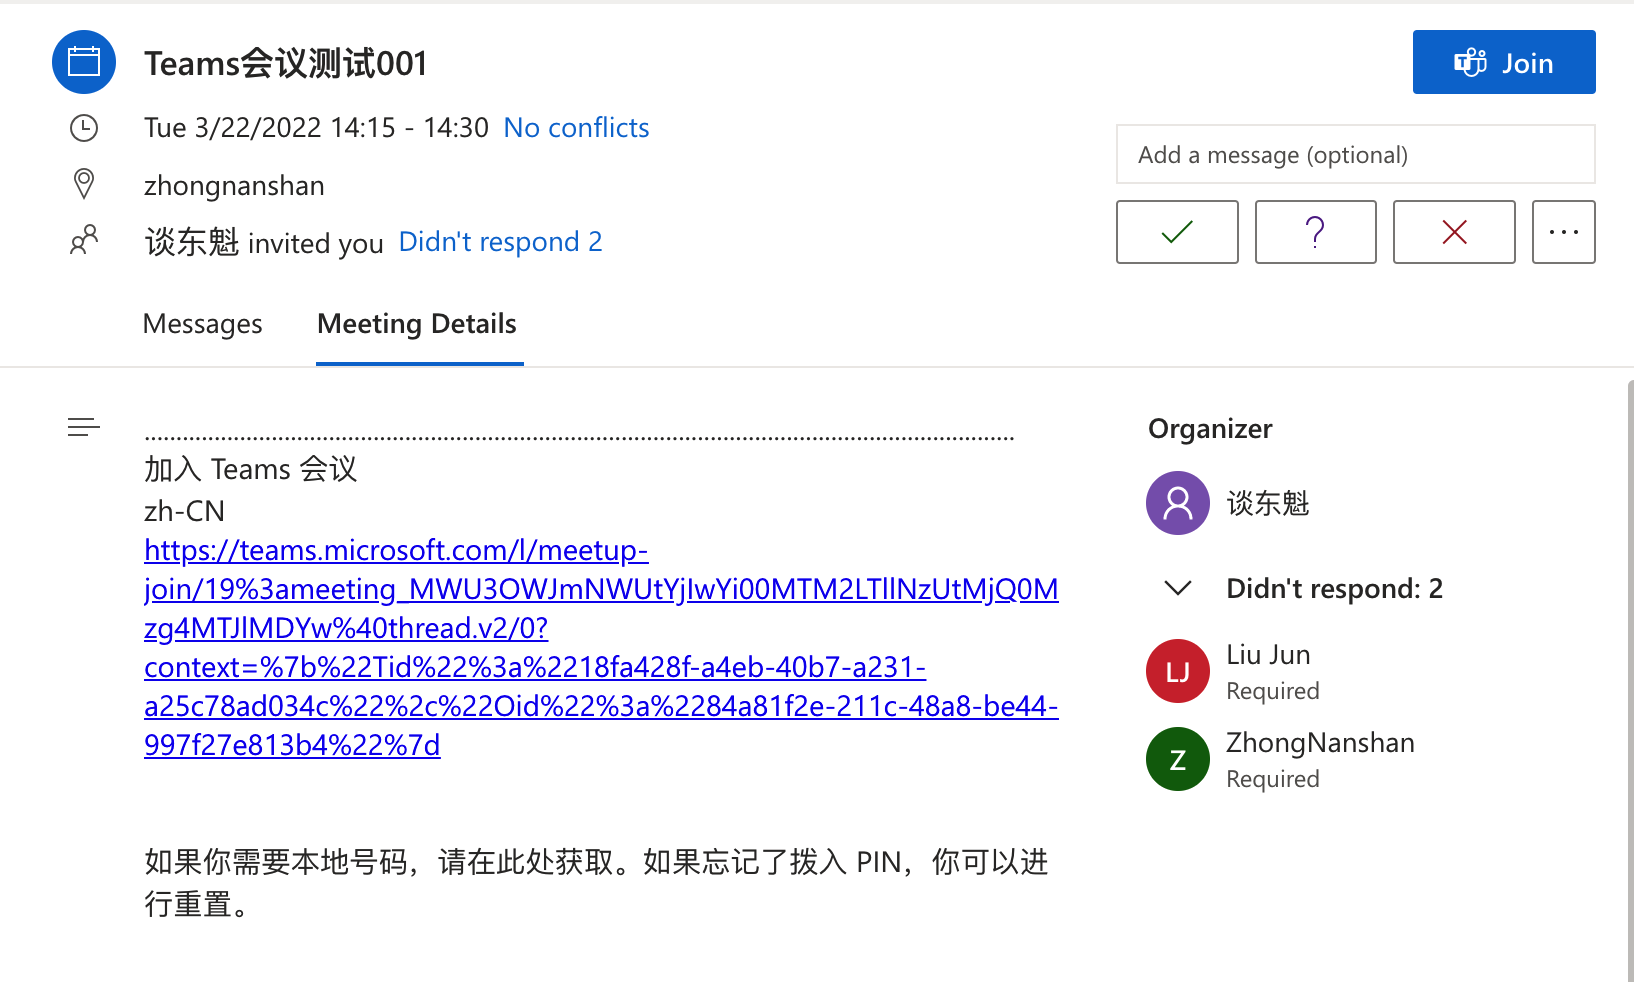 Teams会议测试001
Join
Tue 3/22/2022 14:15 - 14:30 No conflicts
Add a message (optional)
zhongnanshan
谈东魁 invited you Didn't respond 2
Messages
Meeting Details
加入 Teams 会议
zh-CN
https://teams.microsoft.com/l/meetup-
join/19%3ameeting_MWU3OWJmNWUtYjIwYi00MTM2LTllNzUtMjQ0M
zg4MTJlMDYw%40thread.v2/0?
context=%7b%22Tid%22%3a%2218fa428f-a4eb-40b7-a231-
a25c78ad034c%22%2c%22Oid%22%3a%2284a81f2e-211c-48a8-be44-
997f27e813b4%22%7d
如果你需要本地号码，请在此处获取。如果忘记了拨入 PIN，你可以进
行重置。
Organizer
谈东魁
Didn't respond: 2
LJ
Liu Jun
Required
Z
ZhongNanshan
Required